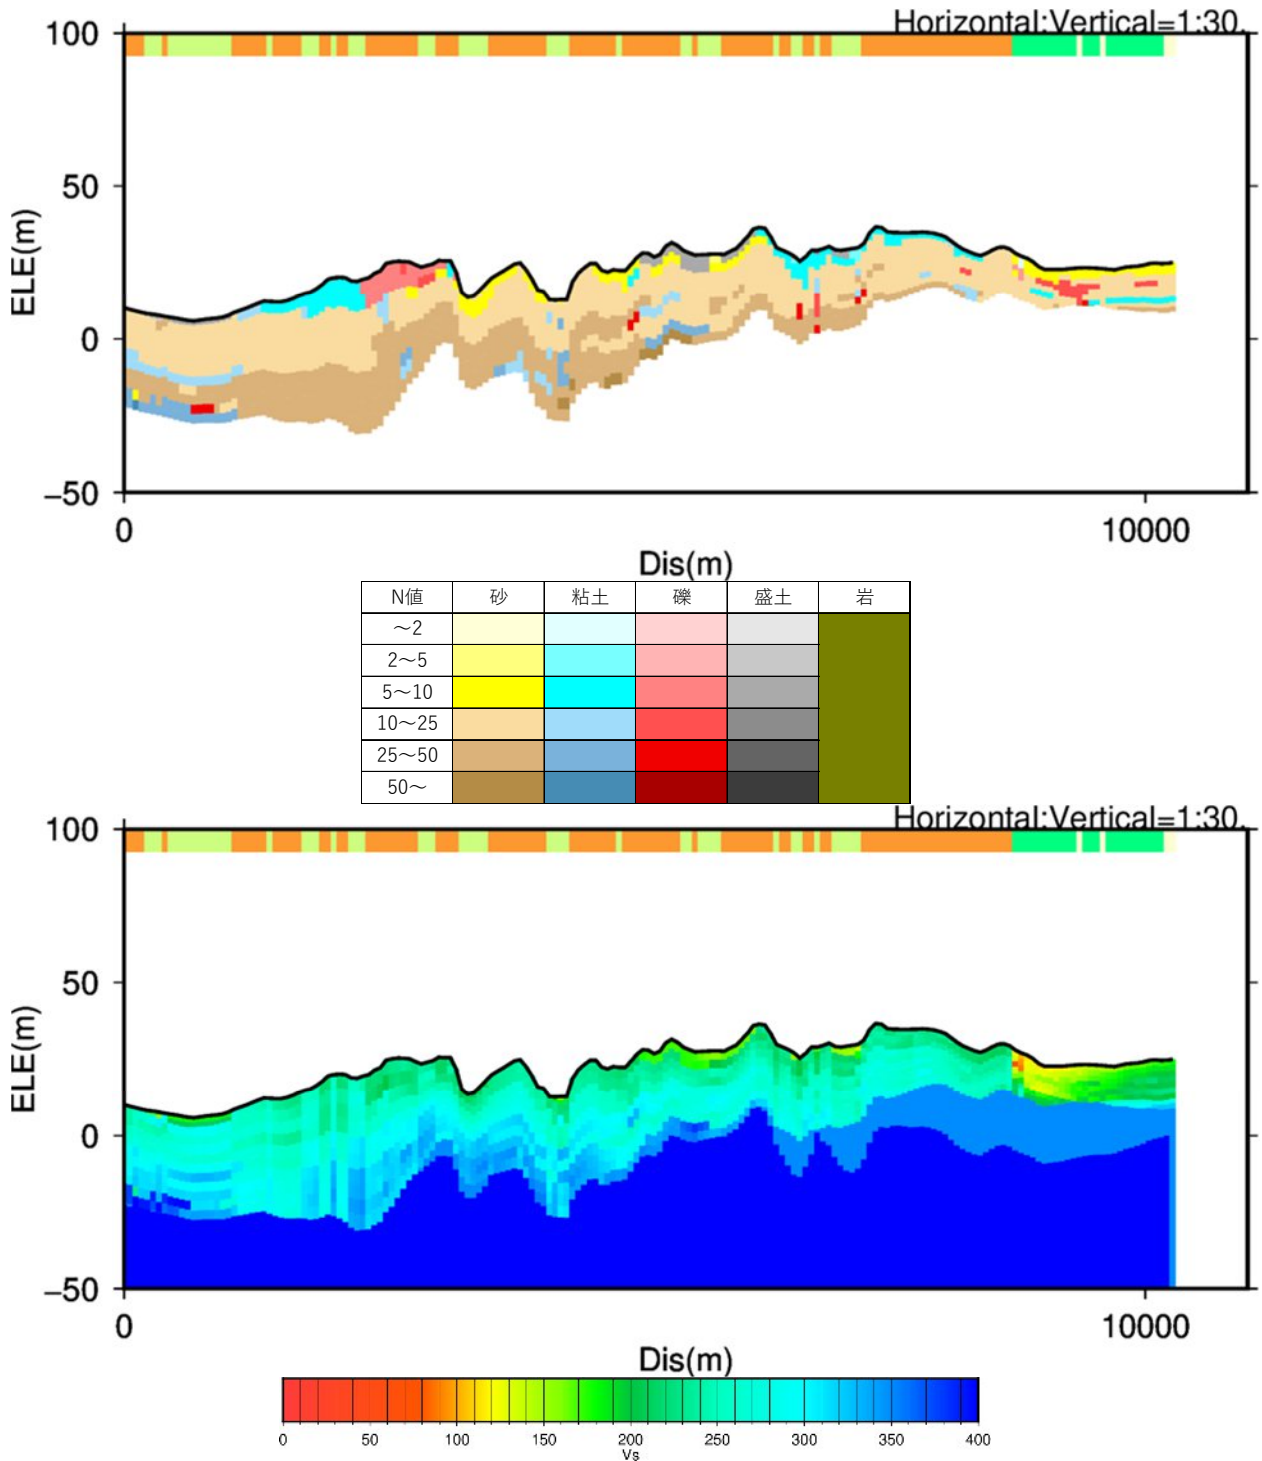 Horizontal:Vertical=1:30.
100
50
0
−50
ELE(m)
0
10000
Dis(m)
N値 砂 粘土 礫 盛土 岩
～2
2～5
5～10
10～25
25～50
50～
Horizontal:Vertical=1:30.
100
50
0
−50
ELE(m)
0
10000
Dis(m)
0 50 100 150 200 250 300 350 400
Vs